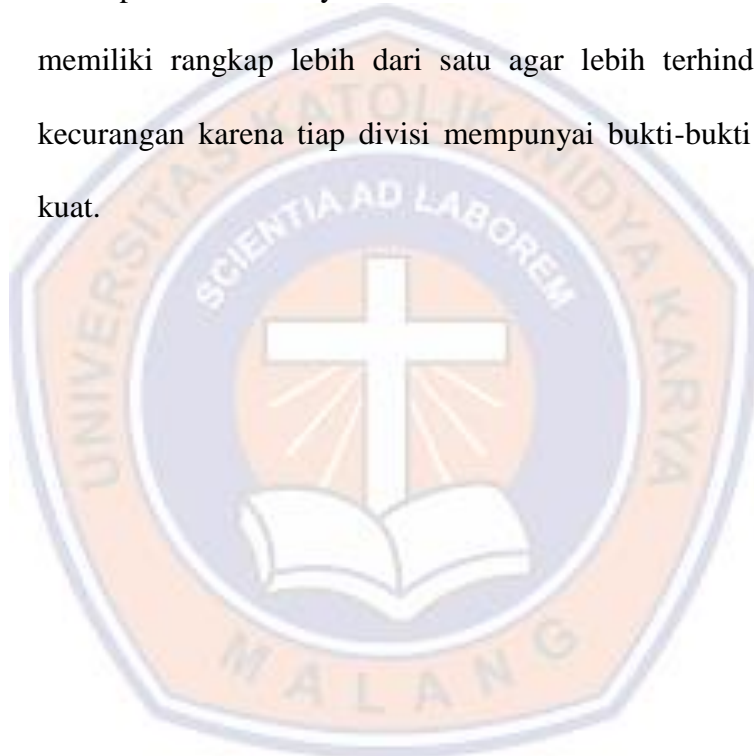 memiliki rangkap lebih dari satu agar lebih terhind
kecurangan karena tiap divisi mempunyai bukti-bukti
kuat.
UNIVERSITAS KATOLIK WIDYA KARYA
SCIENTIA AD LABOREM
MALANG